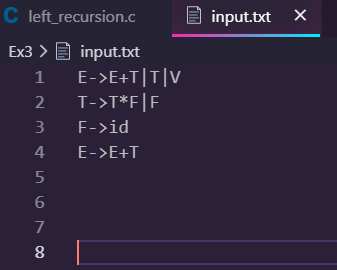 left_recursion.c
input.txt
Ex3 > input.txt
1 E->E+T|T|V
2 T->T*F|F
3 F->id
4 E->E+T
5
6
7
8